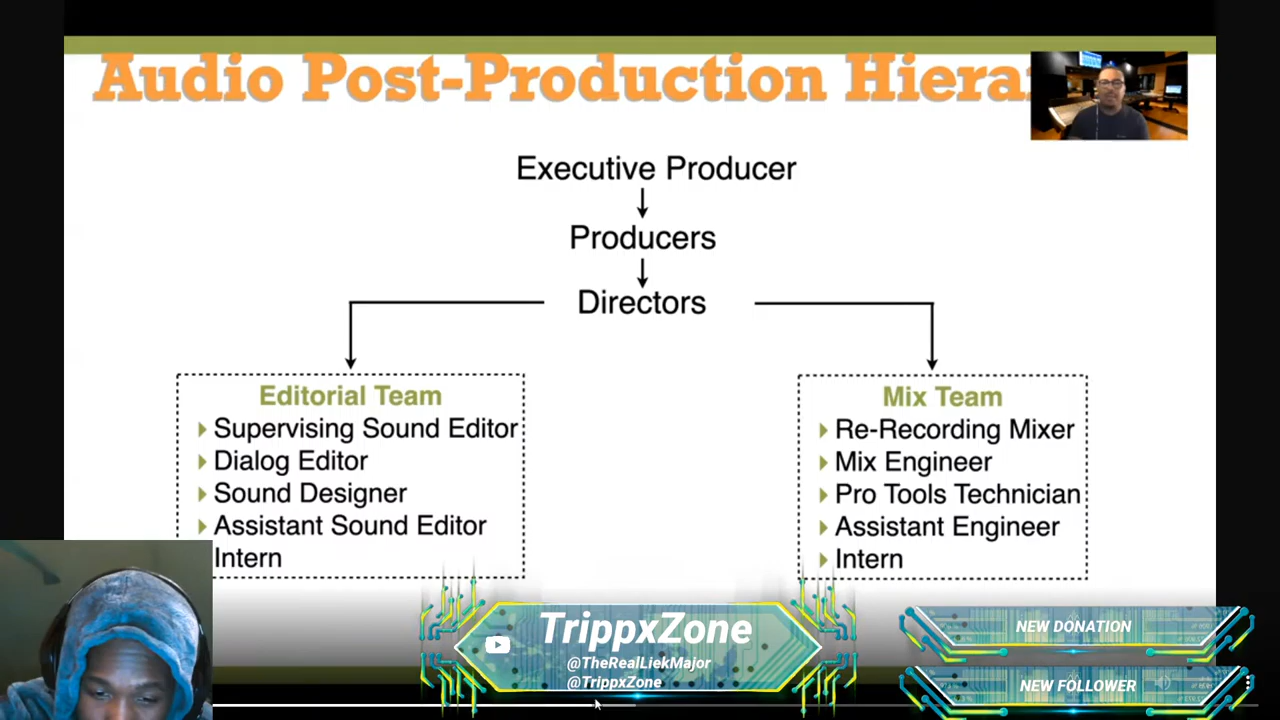 Audio Post-Production Hiera
Executive Producer
Producers
Directors
Editorial Team
Supervising Sound Editor
Dialog Editor
Sound Designer
Assistant Sound Editor
Intern
Mix Team
Re-Recording Mixer
Mix Engineer
Pro Tools Technician
Assistant Engineer
Intern
TrippxZone
@TheRealLiekMajor
@TrippxZone
NEW DONATION
NEW FOLLOWER